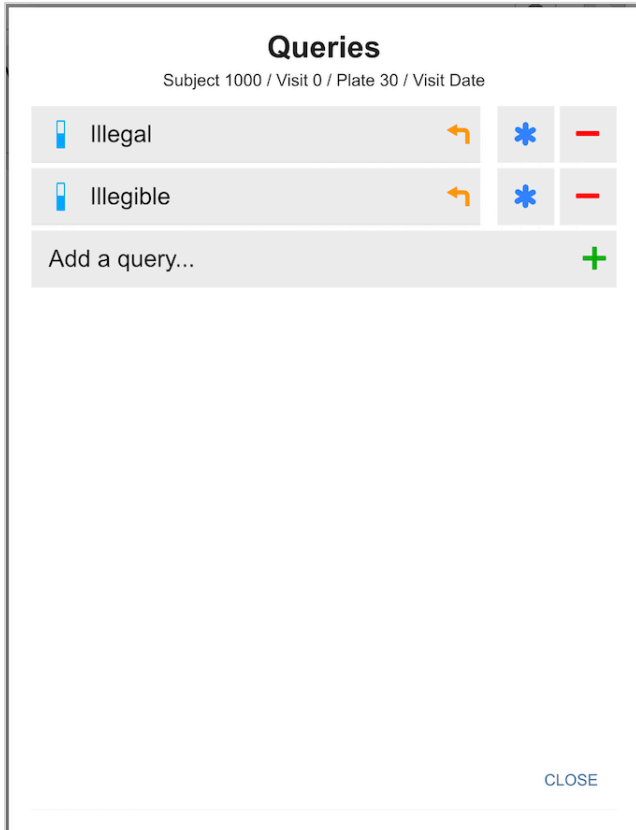 Queries
Subject 1000 / Visit 0 / Plate 30 / Visit Date
Illegal
Illegible
Add a query...
CLOSE